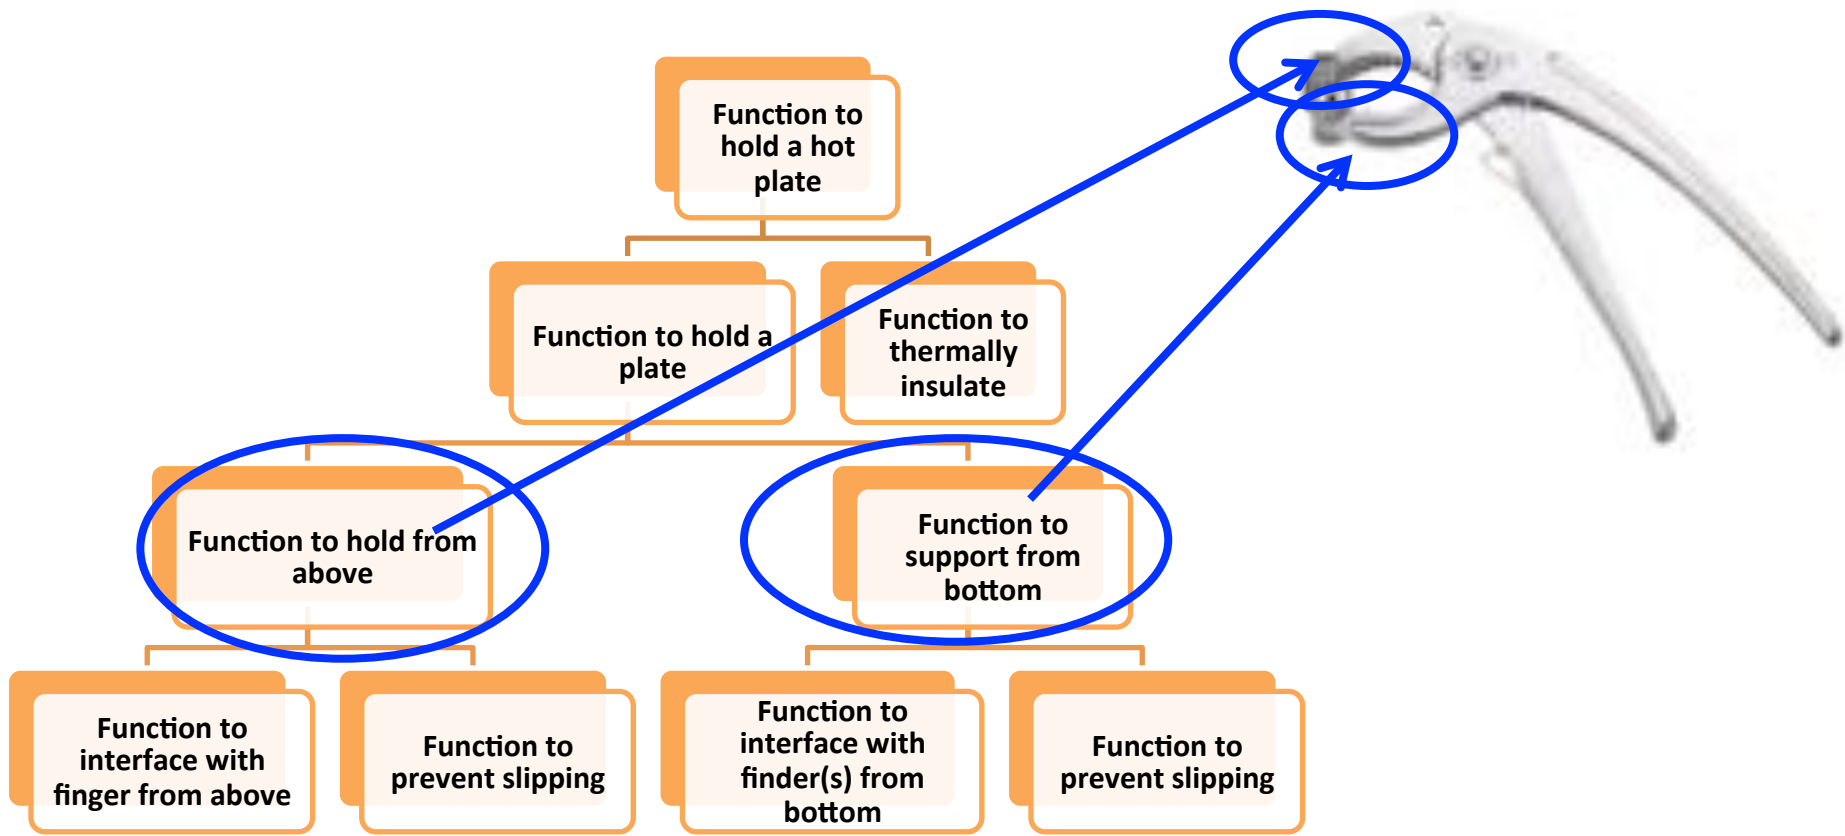 Function to
hold a hot
plate
Function to hold a
plate
Function to
thermally
insulate
Function to hold from
above
Function to
support from
bottom
Function to
interface with
finger from above
Function to
prevent slipping
Function to
interface with
finder(s) from
bottom
Function to
prevent slipping